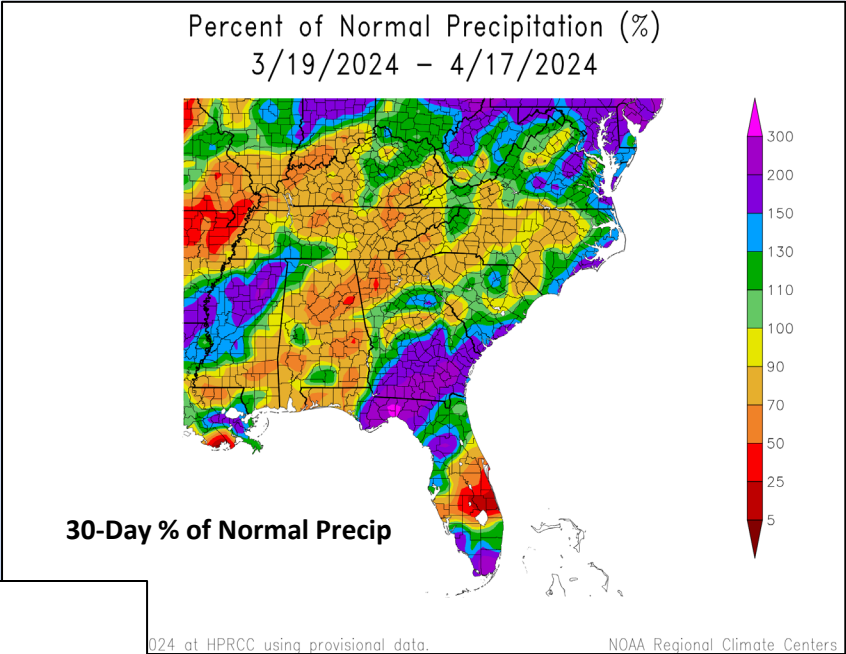 Percent of Normal Precipitation (%)
3/19/2024 – 4/17/2024
300
200
150
130
110
100
90
70
50
25
5
30-Day % of Normal Precip
024 at HPRCC using provisional data.
NOAA Regional Climate Centers